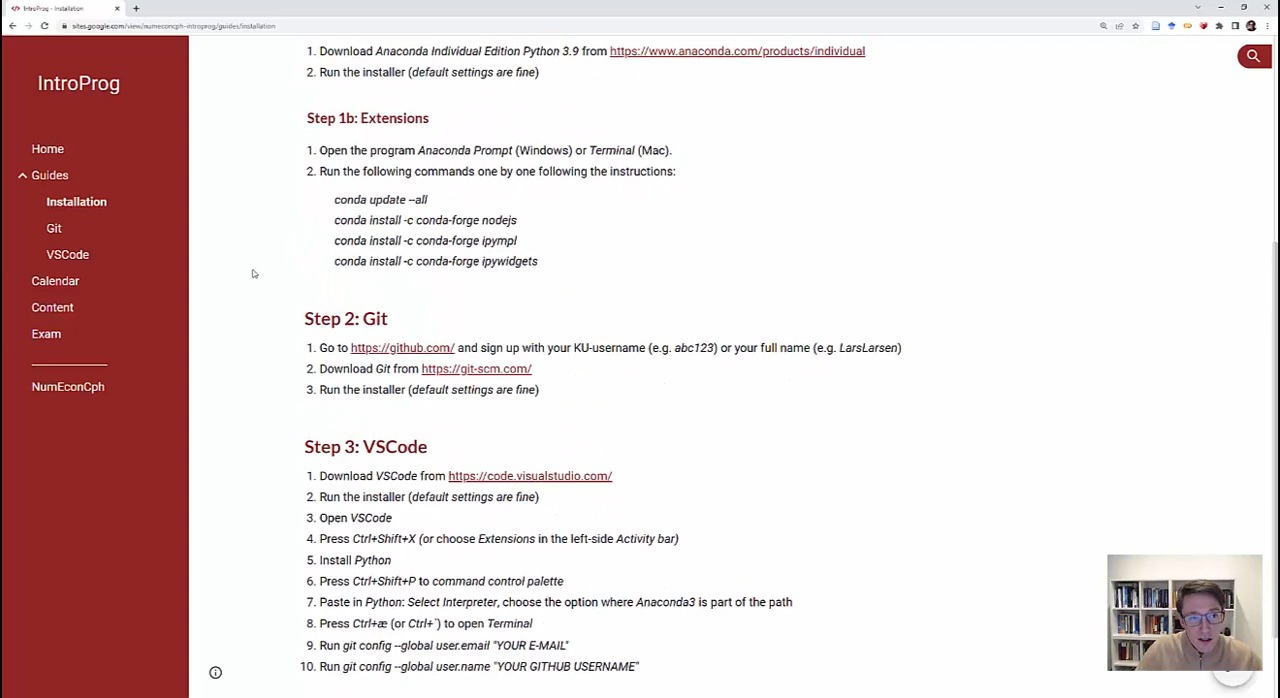 IntroProg - Installation
sites.google.com/view/numeconcph-introprog/guides/installation
IntroProg
Home
Guides
Installation
Git
VSCode
Calendar
Content
Exam
NumEconCph
1. Download Anaconda Individual Edition Python 3.9 from https://www.anaconda.com/products/individual
2. Run the installer (default settings are fine)
Step 1b: Extensions
1. Open the program Anaconda Prompt (Windows) or Terminal (Mac).
2. Run the following commands one by one following the instructions:
conda update --all
conda install -c conda-forge nodejs
conda install -c conda-forge ipympl
conda install -c conda-forge ipywidgets
Step 2: Git
1. Go to https://github.com/ and sign up with your KU-username (e.g. abc123) or your full name (e.g. LarsLarsen)
2. Download Git from https://git-scm.com/
3. Run the installer (default settings are fine)
Step 3: VSCode
1. Download VSCode from https://code.visualstudio.com/
2. Run the installer (default settings are fine)
3. Open VSCode
4. Press Ctrl+Shift+X (or choose Extensions in the left-side Activity bar)
5. Install Python
6. Press Ctrl+Shift+P to command control palette
7. Paste in Python: Select Interpreter, choose the option where Anaconda3 is part of the path
8. Press Ctrl+æ (or Ctrl+`) to open Terminal
9. Run git config --global user.email "YOUR E-MAIL"
10. Run git config --global user.name "YOUR GITHUB USERNAME"